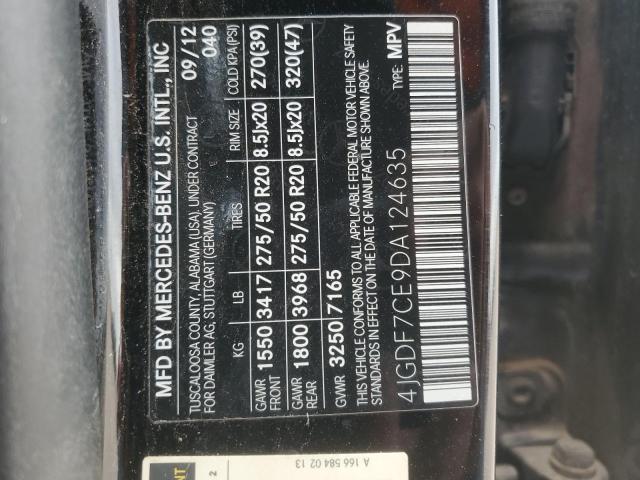 MFD BY MERCEDES-BENZ U.S. INTL., INC
TUSCALOOSA COUNTY, ALABAMA (USA), UNDER CONTRACT 09/12
FOR DAIMLER AG, STUTTGART (GERMANY) 040
KG LB TIRES RIM SIZE COLD KPA(PSI)
GAWR FRONT 1550 3417 275/50 R20 8.5Jx20 270(39)
GAWR REAR 1800 3968 275/50 R20 8.5Jx20 320(47)
GVWR 3250 7165
THIS VEHICLE CONFORMS TO ALL APPLICABLE FEDERAL MOTOR VEHICLE SAFETY
STANDARDS IN EFFECT ON THE DATE OF MANUFACTURE SHOWN ABOVE.
4JGDF7CE9DA124635 TYPE: MPV
A 166 584 02 13
2